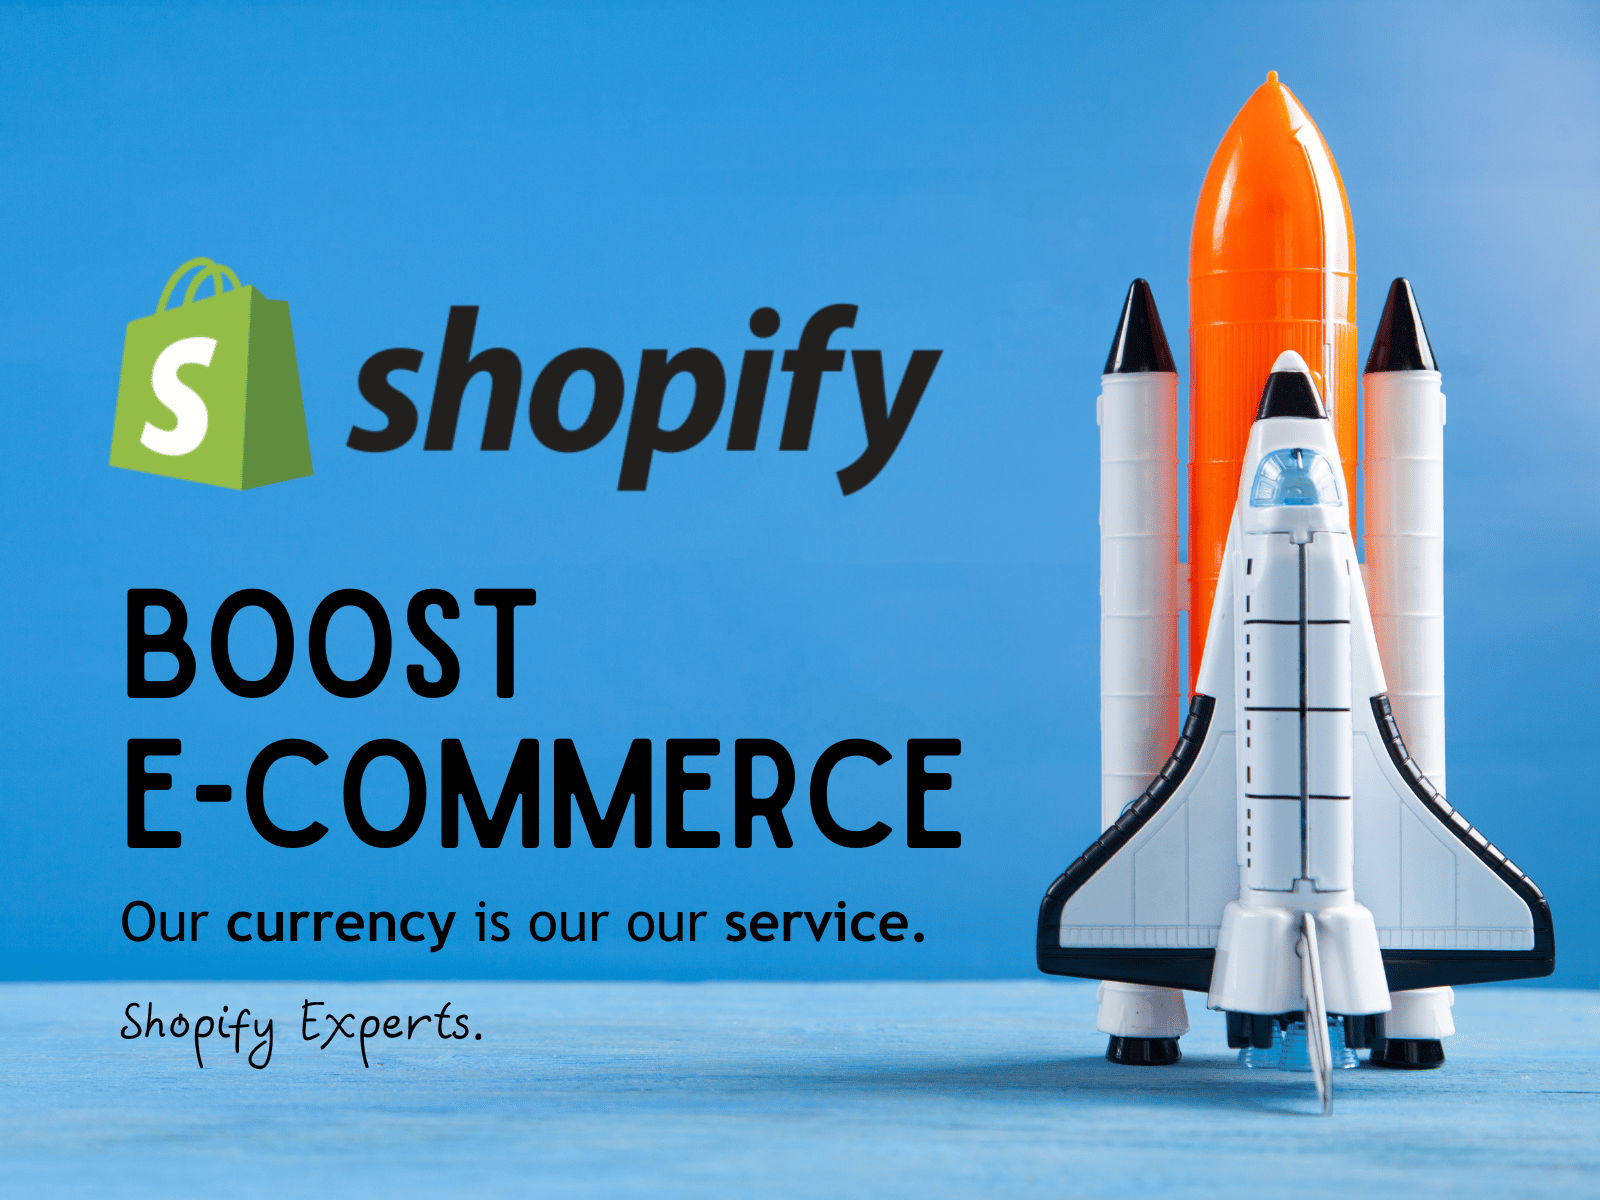 S
shopify
BOOST
E-COMMERCE
Our currency is our our service.
Shopify Experts.